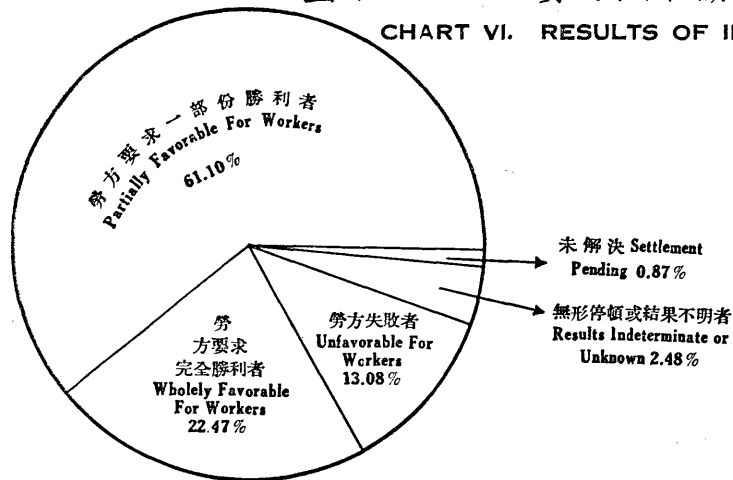 CHART VI. RESULTS OF
勞方要求一部份勝利者
Partially Favorable For Workers
61.10%
未解決 Settlement
Pending 0.87%
無形停頓或結果不明者
Results Indeterminate or
Unknown 2.48%
勞方失敗者
Unfavorable For
Workers
13.08%
勞
方要求
完全勝利者
Wholely Favorable
For Workers
22.47%